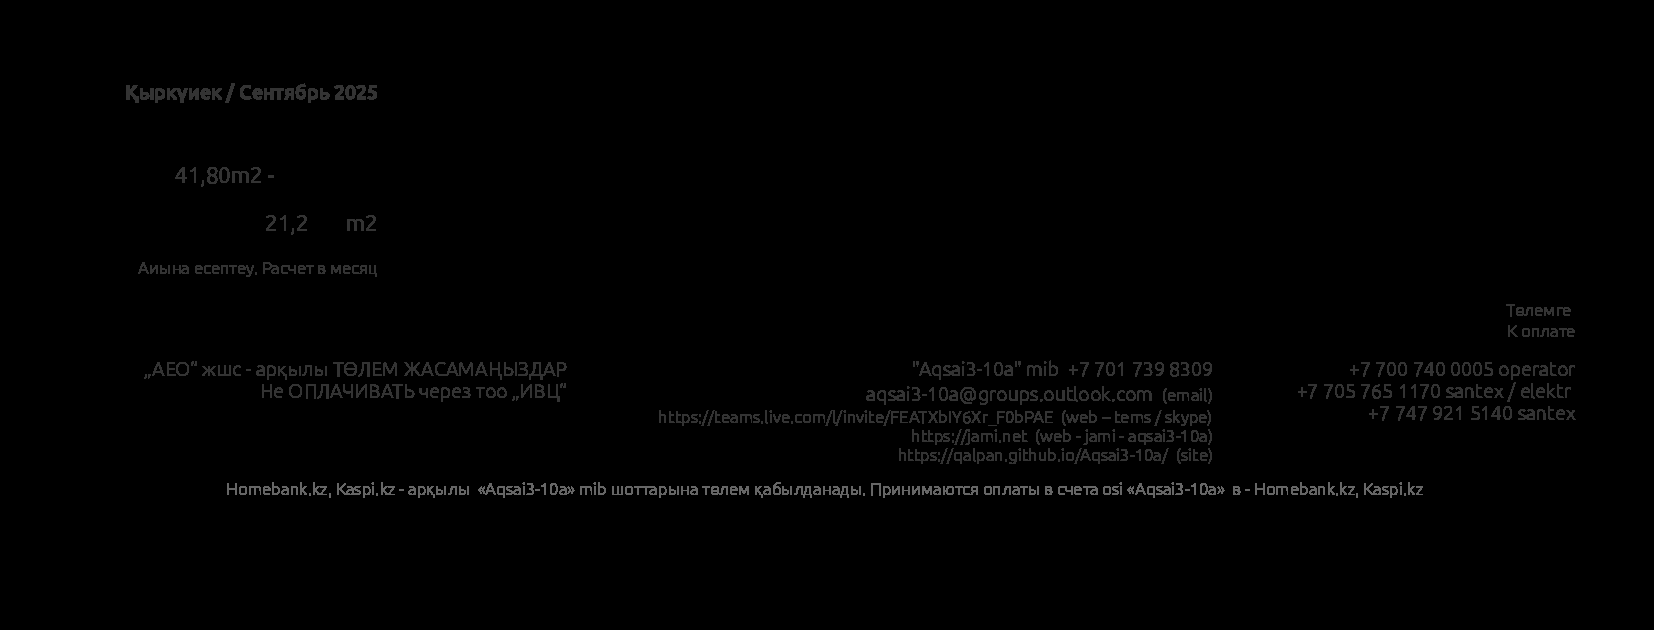 Қыркүиек / Сентябрь 2025
41,80m2 -
21,2 m2
Аиына есептеу. Расчет в месяц
Төлемге
К оплате
„АЕО” жшс - арқылы ТӨЛЕМ ЖАСАМАҢЫЗДАР
Не ОПЛАЧИВАТЬ через тоо „ИВЦ”
"Aqsai3-10a" mib +7 701 739 8309
aqsai3-10a@groups.outlook.com (email)
https://teams.live.com/l/invite/FEATXbIY6Xr_F0bPAE (web – tems / skype)
https://jami.net (web - jami - aqsai3-10a)
https://qalpan.github.io/Aqsai3-10a/ (site)
+7 700 740 0005 operator
+7 705 765 1170 santex / elektr
+7 747 921 5140 santex
Homebank.kz, Kaspi.kz - арқылы «Aqsai3-10a» mib шоттарына төлем қабылданады. Принимаются оплаты в счета osi «Aqsai3-10a» в - Homebank.kz, Kaspi.kz